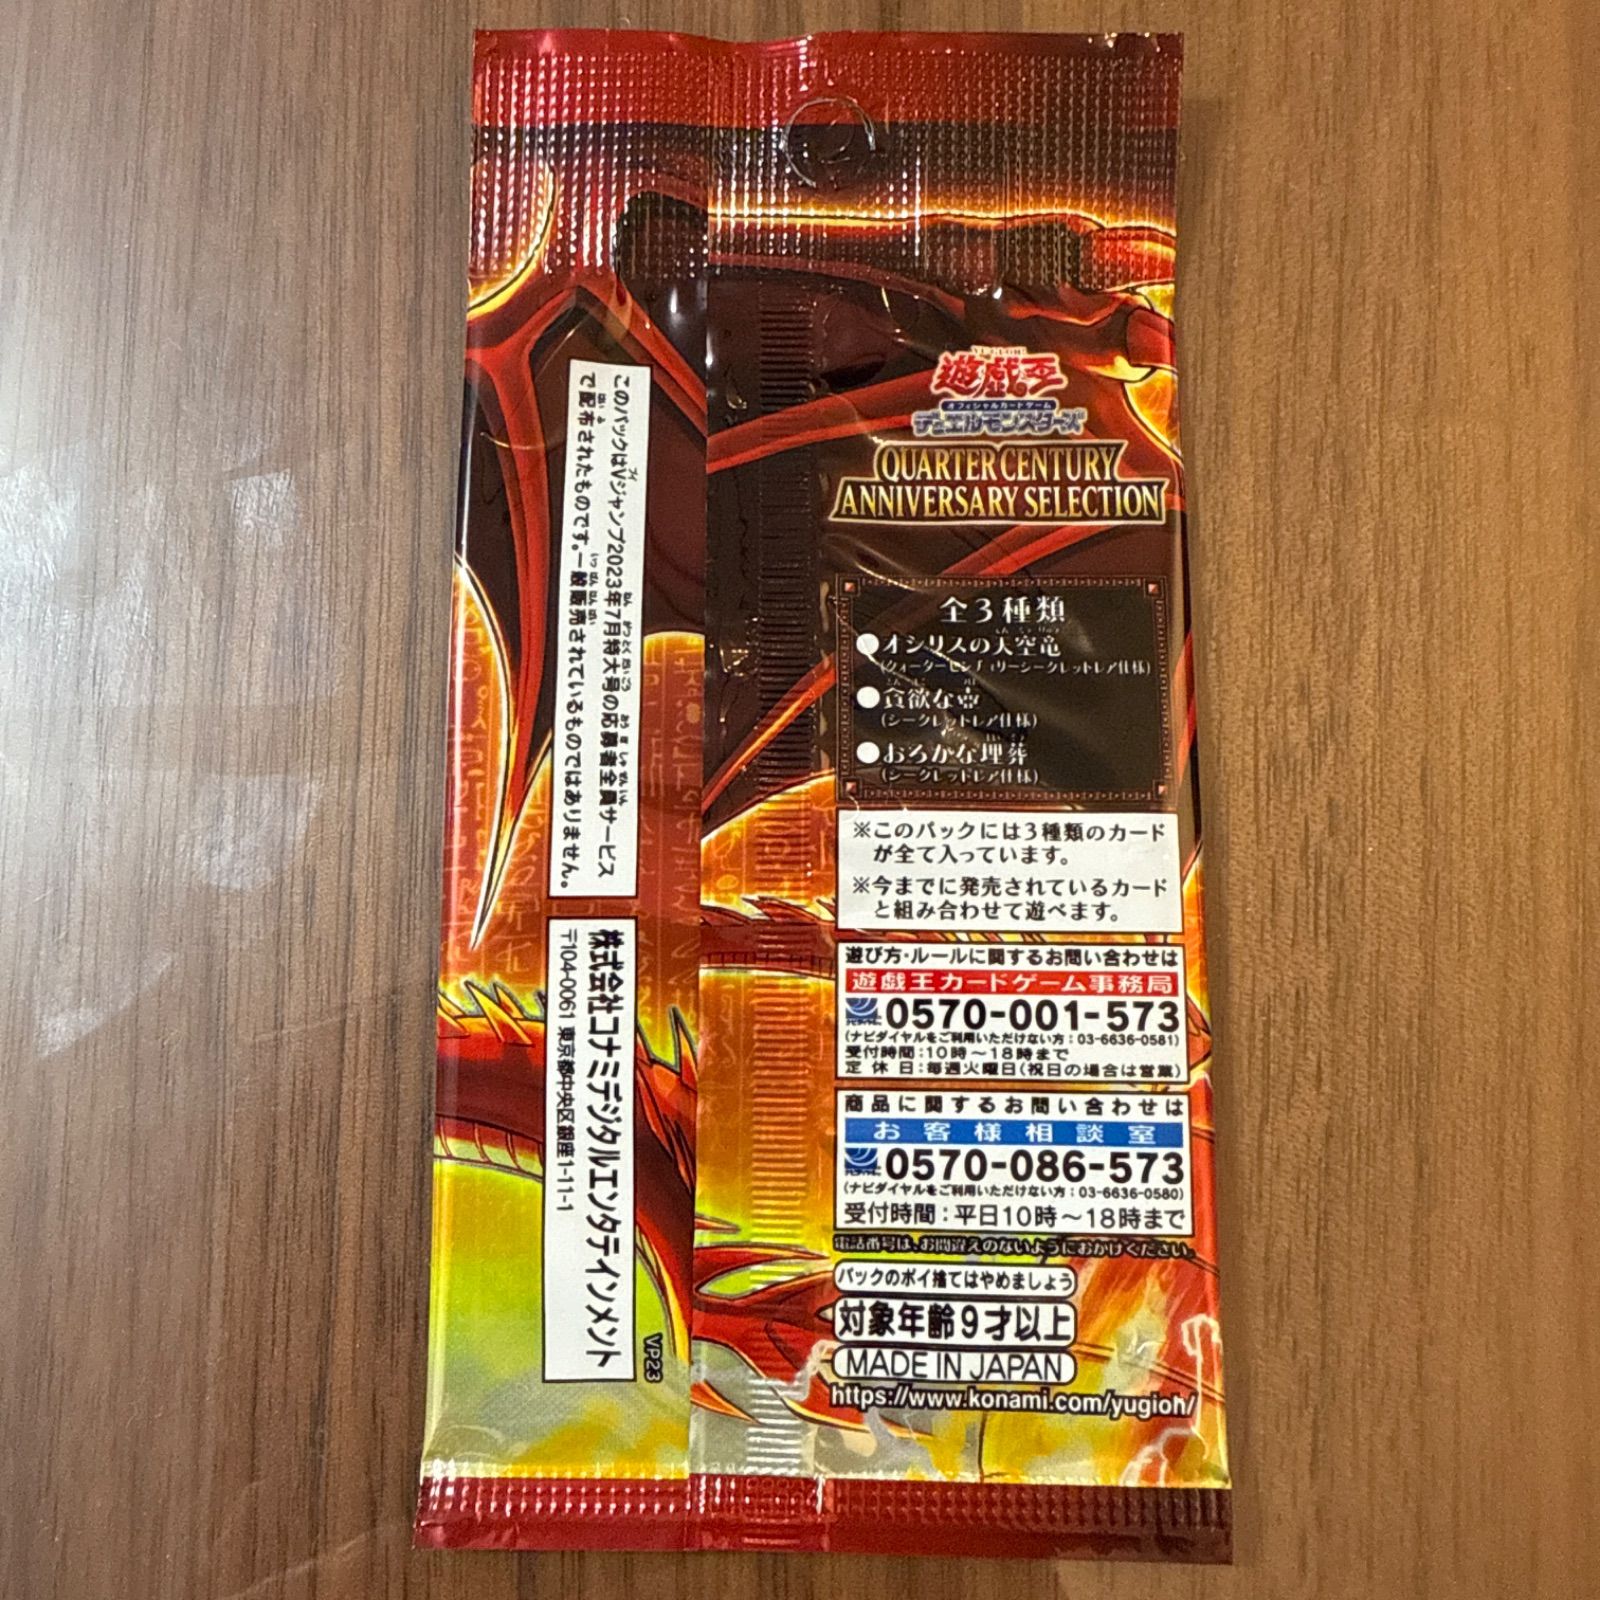 遊戯王
オフィシャルカードゲーム
デュエルモンスターズ
QUARTER CENTURY
ANNIVERSARY SELECTION
全3種類
●オシリスの天空竜
(クォーターセンチュリーシークレットレア仕様)
●貪欲な壺
(シークレットレア仕様)
●おろかな埋葬
(シークレットレア仕様)
※このパックには3種類のカード
が全て入っています。
※今までに発売されているカード
と組み合わせて遊べます。
遊び方・ルールに関するお問い合わせは
遊戯王カードゲーム事務局
0570-001-573
(ナビダイヤルをご利用いただけない方：03-6636-0581)
受付時間：10時～18時まで
定休日：毎週火曜日(祝日の場合は営業)
商品に関するお問い合わせは
お客様相談室
0570-086-573
(ナビダイヤルをご利用いただけない方：03-6636-0580)
受付時間：平日10時～18時まで
電話番号は、お間違えのないようにおかけください。
パックのポイ捨てはやめましょう
対象年齢9才以上
MADE IN JAPAN
https://www.konami.com/yugioh/
このパックはVジャンプ2023年7月特大号の応募者全員サービス
で配布されたものです。一般販売されているものではありません。
株式会社コナミデジタルエンタテインメント
〒104-0061 東京都中央区銀座1-11-1
VP23